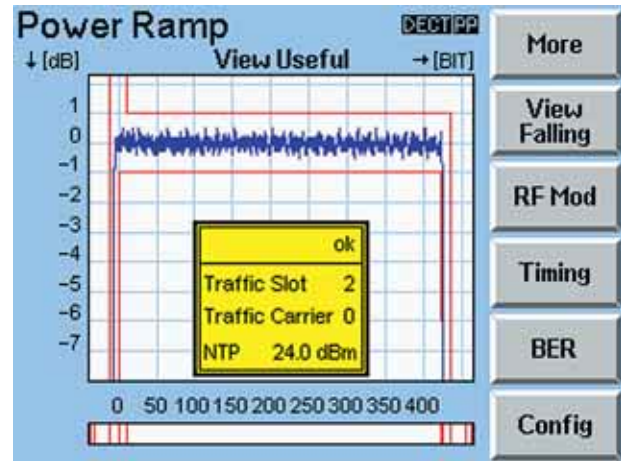 Power Ramp DECT PP
↓[dB] View Useful →[BIT]
1
0
−1
−2
−3
−4
−5
−6
−7
ok
Traffic Slot 2
Traffic Carrier 0
NTP 24.0 dBm
0 50 100 150 200 250 300 350 400
More
View
Falling
RF Mod
Timing
BER
Config